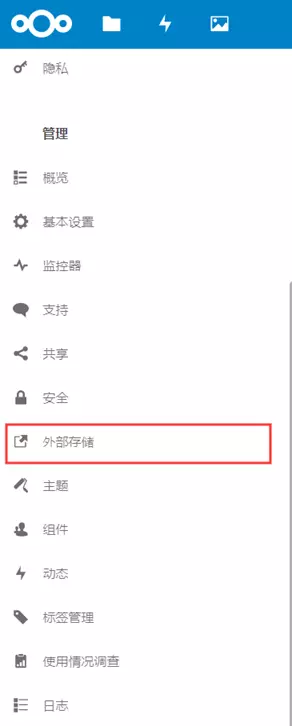 隐私
管理
概览
基本设置
监控器
支持
共享
安全
外部存储
主题
组件
动态
标签管理
使用情况调查
日志